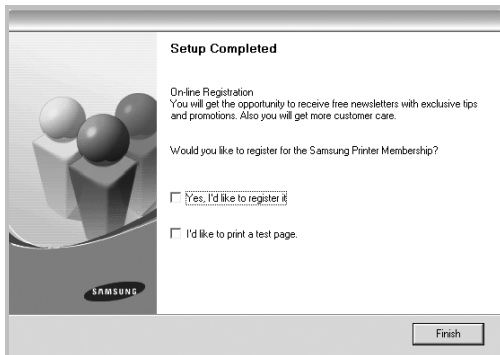 Setup Completed
On-line Registration
You will get the opportunity to receive free newsletters with exclusive tips
and promotions. Also you will get more customer care.
Would you like to register for the Samsung Printer Membership?
Yes, I'd like to register it
I'd like to print a test page.
SAMSUNG
Finish